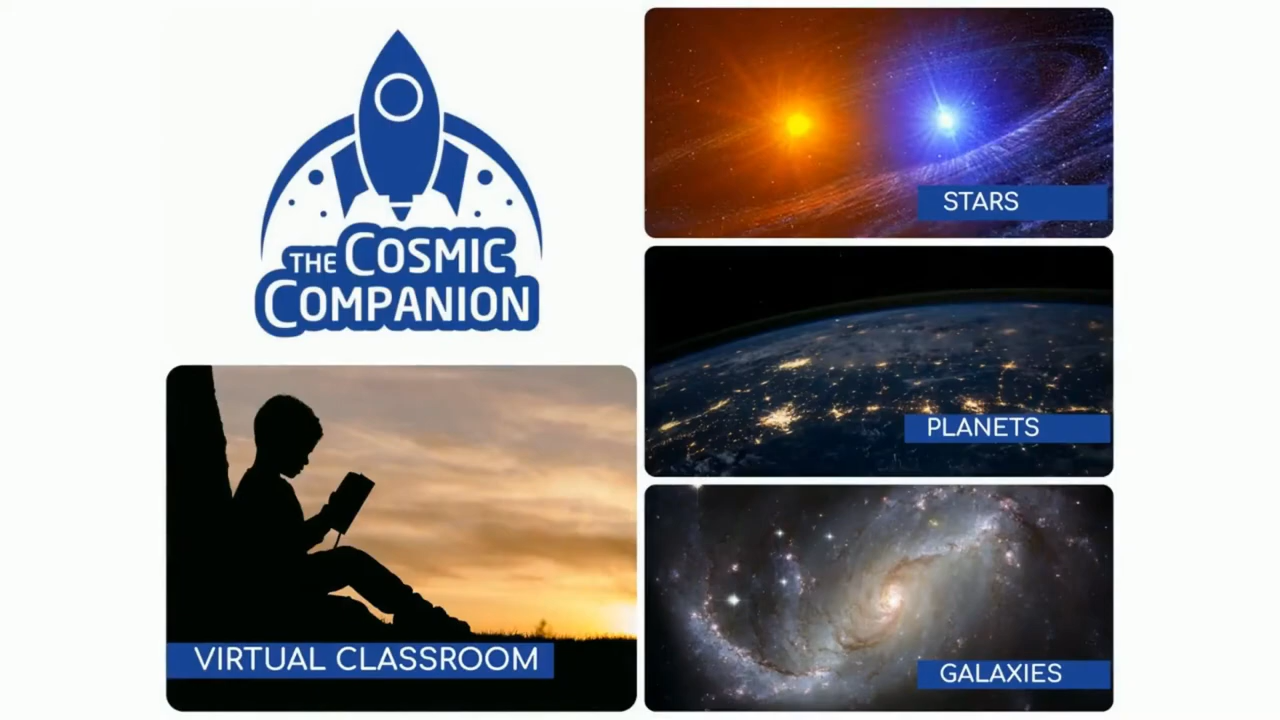 THE COSMIC
COMPANION
VIRTUAL CLASSROOM
STARS
PLANETS
GALAXIES